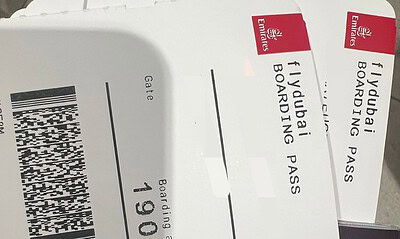 Emirates
flydubai
BOARDING PASS
Emirates
flydubai
BOARDING PASS
Gate
Boarding
190